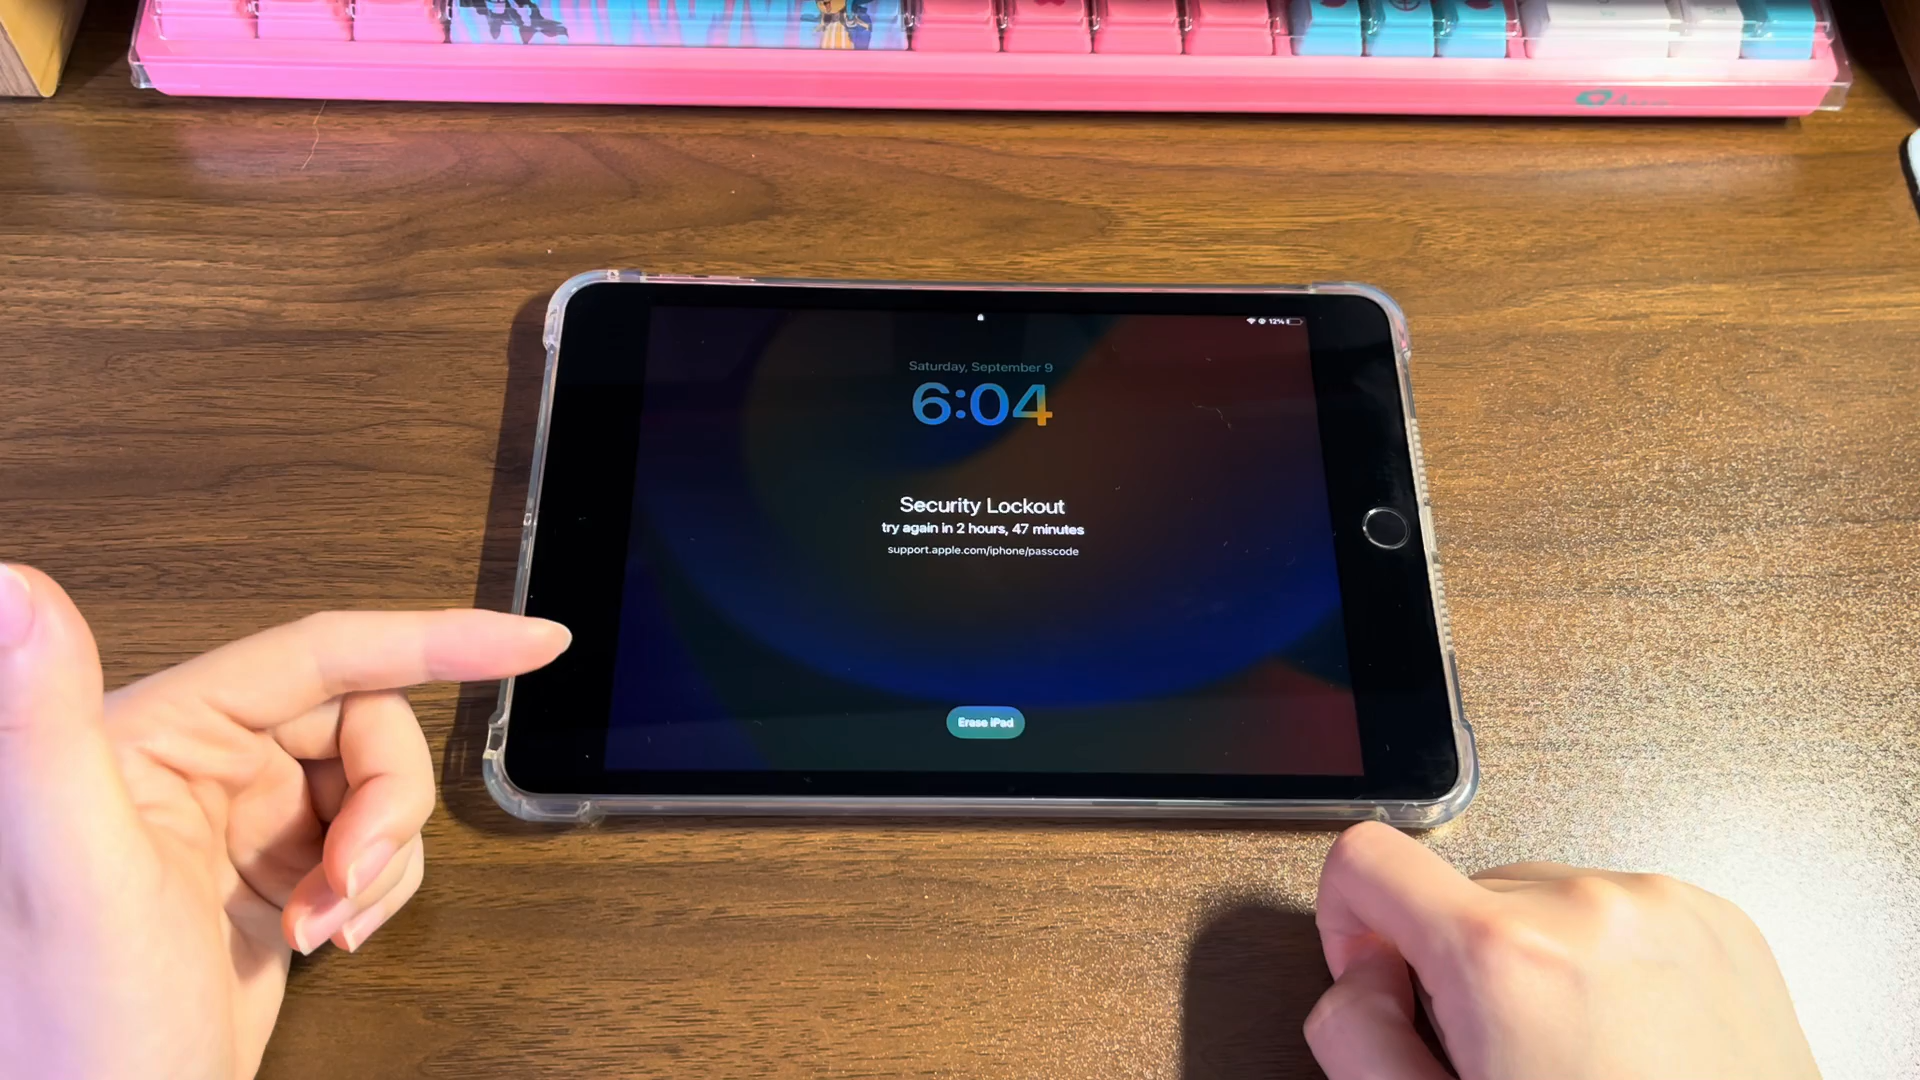 12%
Saturday, September 9
6:04
Security Lockout
try again in 2 hours, 47 minutes
support.apple.com/iphone/passcode
Erase iPad